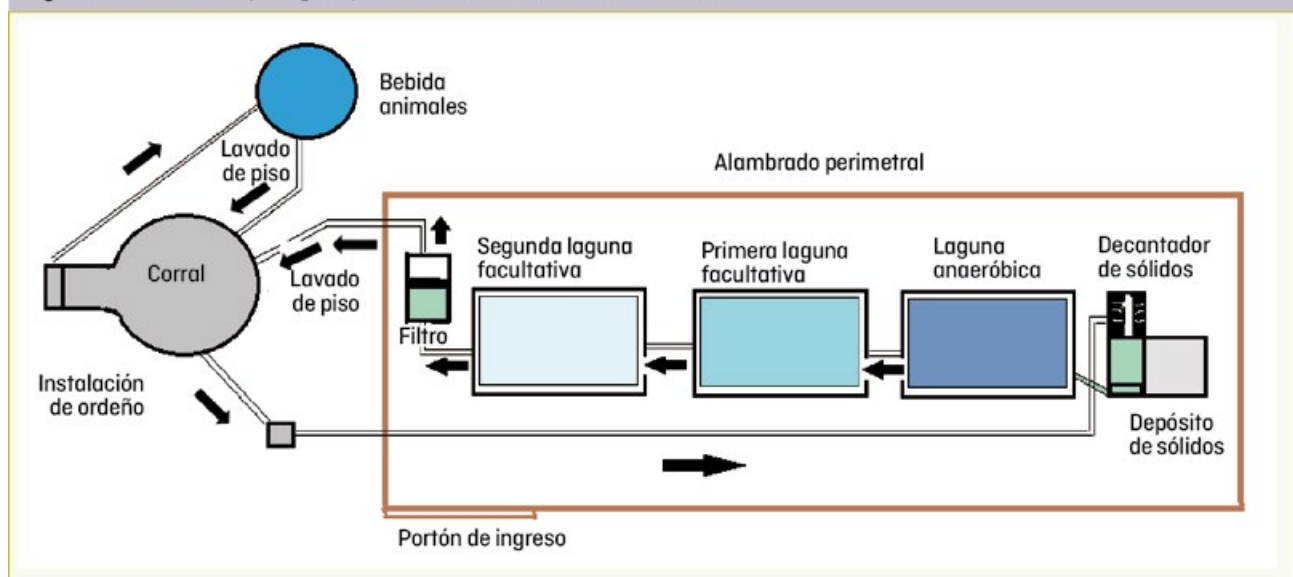 Bebida
animales
Lavado
de piso
Alambrado perimetral
Corral
Lavado
de piso
Filtro
Segunda laguna
facultativa
Primera laguna
facultativa
Laguna
anaeróbica
Decantador
de sólidos
Instalación
de ordeño
Depósito
de sólidos
Portón de ingreso